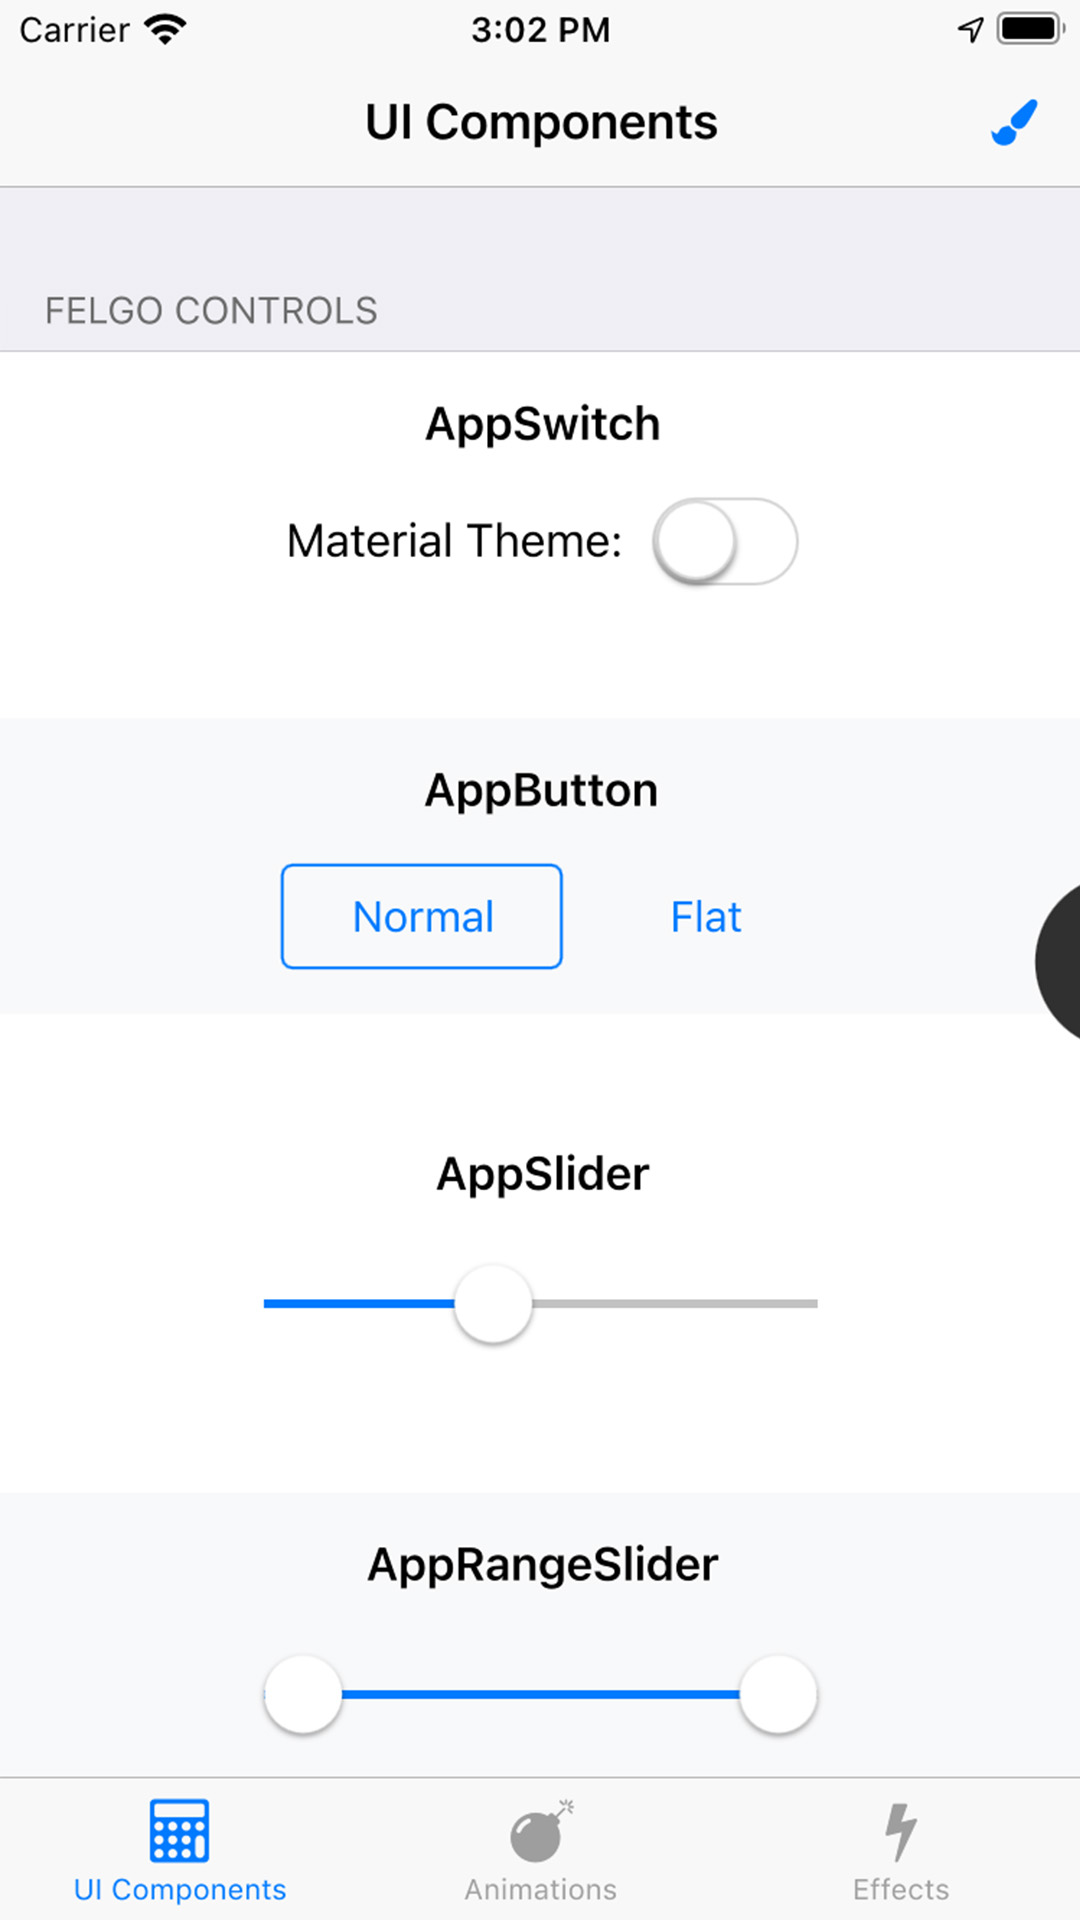 Carrier 3:02 PM
UI Components
FELGO CONTROLS
AppSwitch
Material Theme:
AppButton
Normal Flat
AppSlider
AppRangeSlider
UI Components Animations Effects